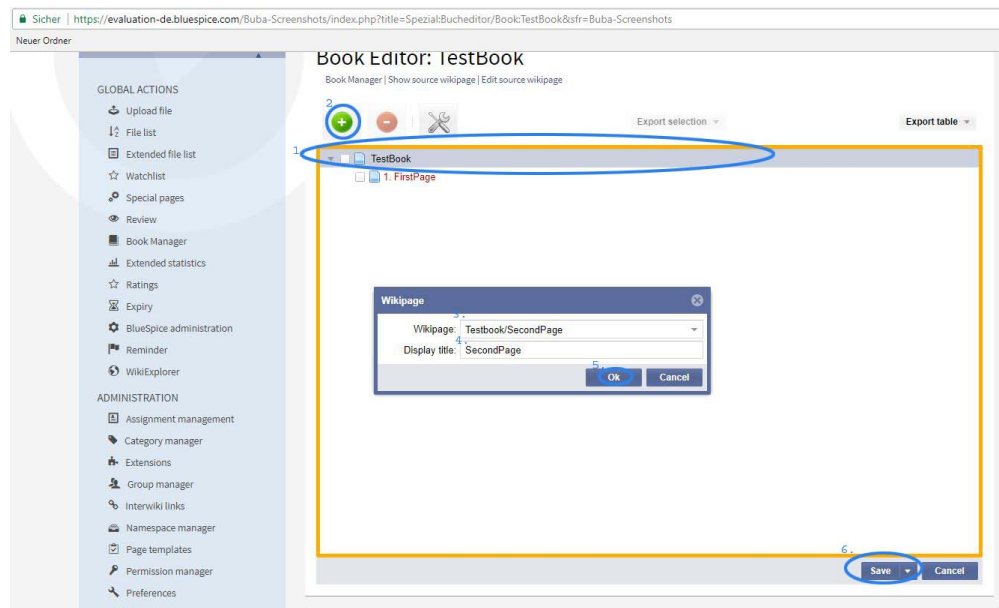 Sicher | https://evaluation-de.bluespice.com/Buba-Screenshots/index.php?title=Spezial:Bucheditor/Book:TestBook&sfr=Buba-Screenshots
Neuer Ordner
Book Editor: TestBook
Book Manager | Show source wikipage | Edit source wikipage
GLOBAL ACTIONS
Upload file
File list
Extended file list
Watchlist
Special pages
Review
Book Manager
Extended statistics
Ratings
Expiry
BlueSpice administration
Reminder
WikiExplorer
ADMINISTRATION
Assignment management
Category manager
Extensions
Group manager
Interwiki links
Namespace manager
Page templates
Permission manager
Preferences
2.
Export selection
Export table
1.
TestBook
1. FirstPage
Wikipage
3.
Wikipage: Testbook/SecondPage
4.
Display title: SecondPage
5.
Ok Cancel
6.
Save Cancel